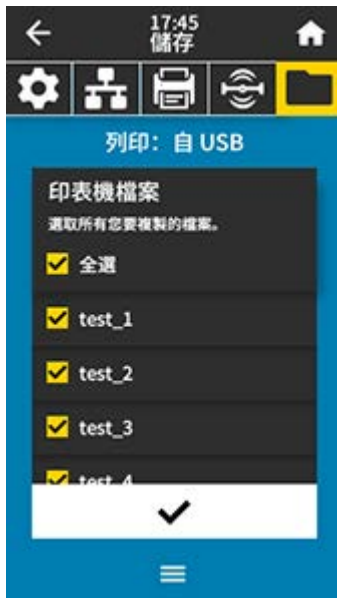 17:45
儲存
列印：自 USB
印表機檔案
選取所有您要複製的檔案。
全選
test_1
test_2
test_3
test_4